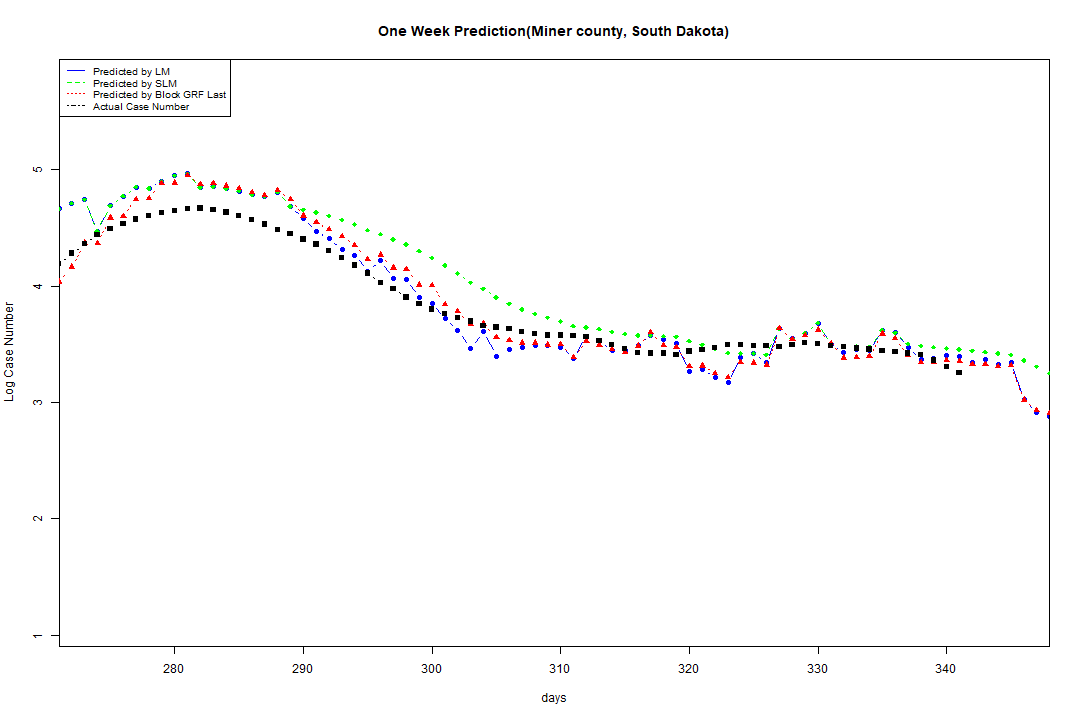 One Week Prediction(Miner county, South Dakota)
Predicted by LM
Predicted by SLM
Predicted by Block GRF Last
Actual Case Number
5
4
3
2
1
Log Case Number
280 290 300 310 320 330 340
days